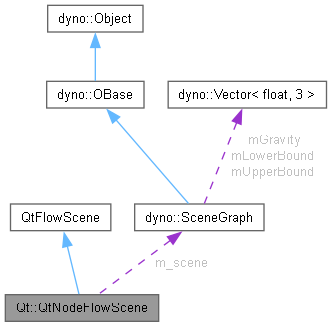 dyno::Object
dyno::OBase
dyno::Vector< float, 3 >
mGravity
mLowerBound
mUpperBound
QtFlowScene
dyno::SceneGraph
m_scene
Qt::QtNodeFlowScene